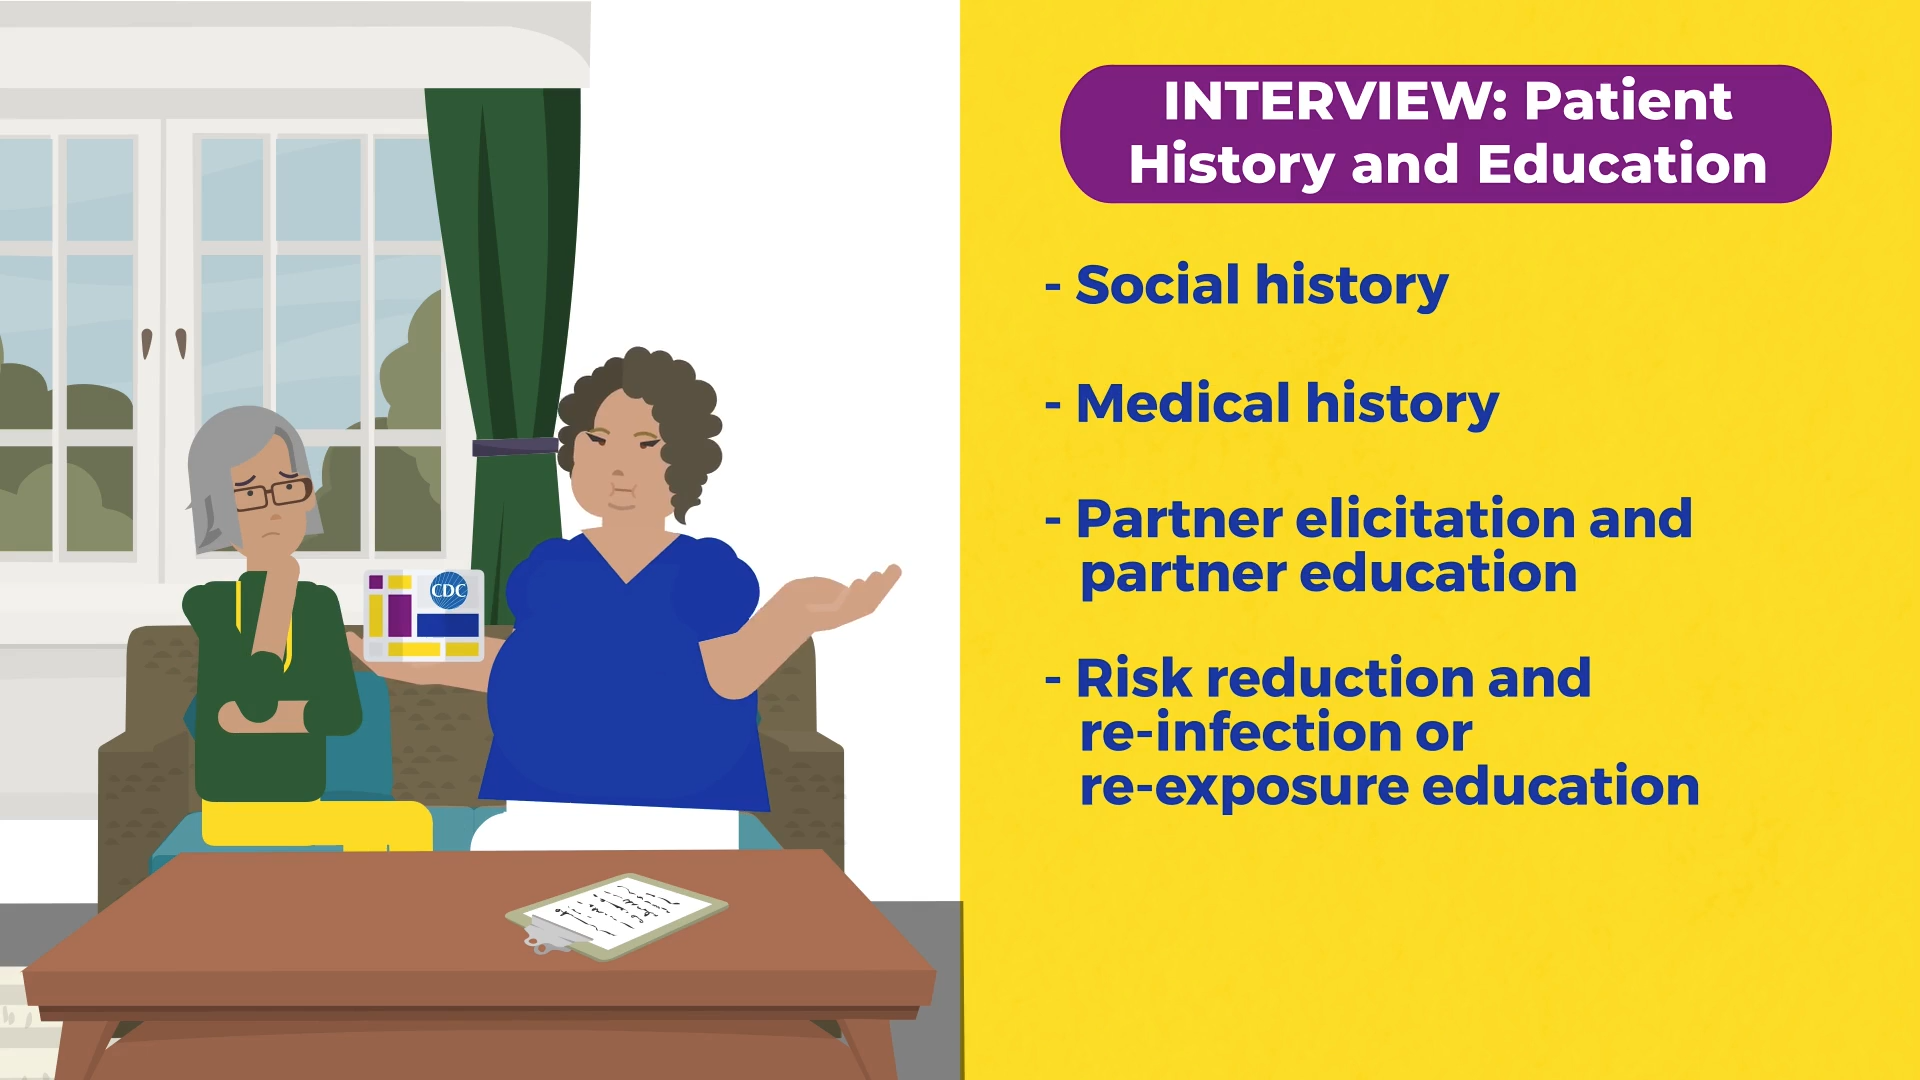 INTERVIEW: Patient
History and Education
- Social history
- Medical history
- Partner elicitation and
partner education
- Risk reduction and
re-infection or
re-exposure education
CDC